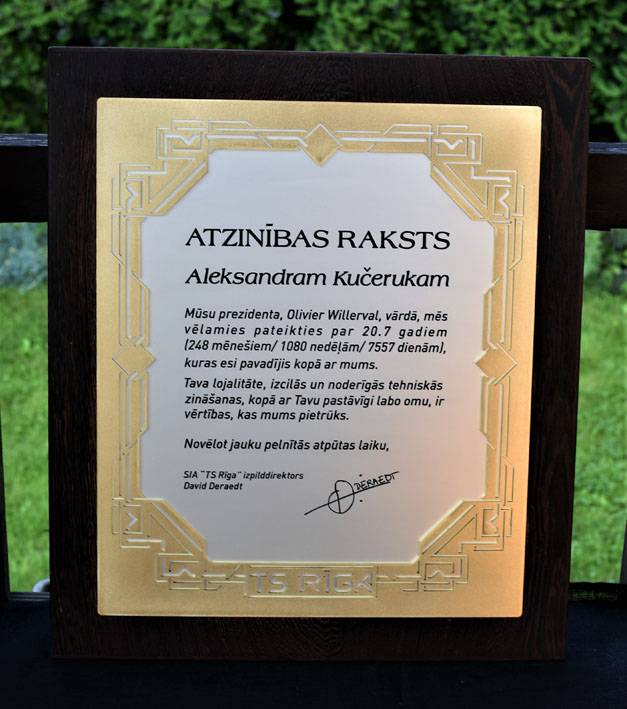 ATZINĪBAS RAKSTS
Aleksandram Kučerukam
Mūsu prezidenta, Olivier Willerval, vārdā, mēs
vēlamies pateikties par 20.7 gadiem
(248 mēnešiem/ 1080 nedēļām/ 7557 dienām),
kuras esi pavadījis kopā ar mums.
Tava lojalitāte, izcilās un noderīgās tehniskās
zināšanas, kopā ar Tavu pastāvīgi labo omu, ir
vērtības, kas mums pietrūks.
Novēlot jauku pelnītās atpūtas laiku,
SIA "TS Rīga" izpilddirektors
David Deraedt
DERAEDT
TS RĪGA